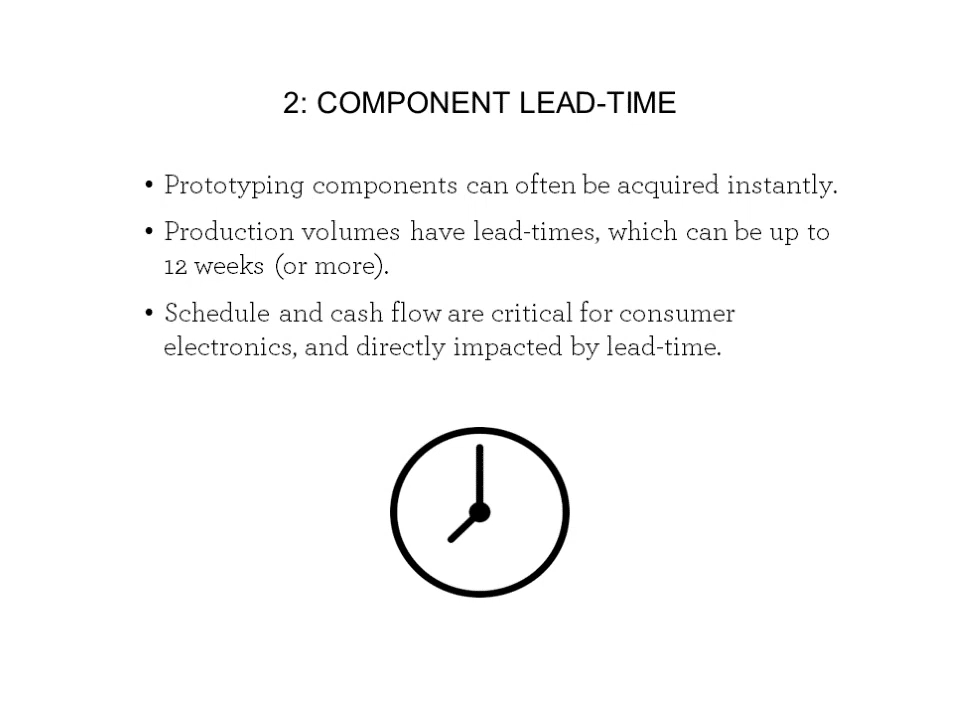 2: COMPONENT LEAD-TIME
• Prototyping components can often be acquired instantly.
• Production volumes have lead-times, which can be up to
12 weeks (or more).
• Schedule and cash flow are critical for consumer
electronics, and directly impacted by lead-time.